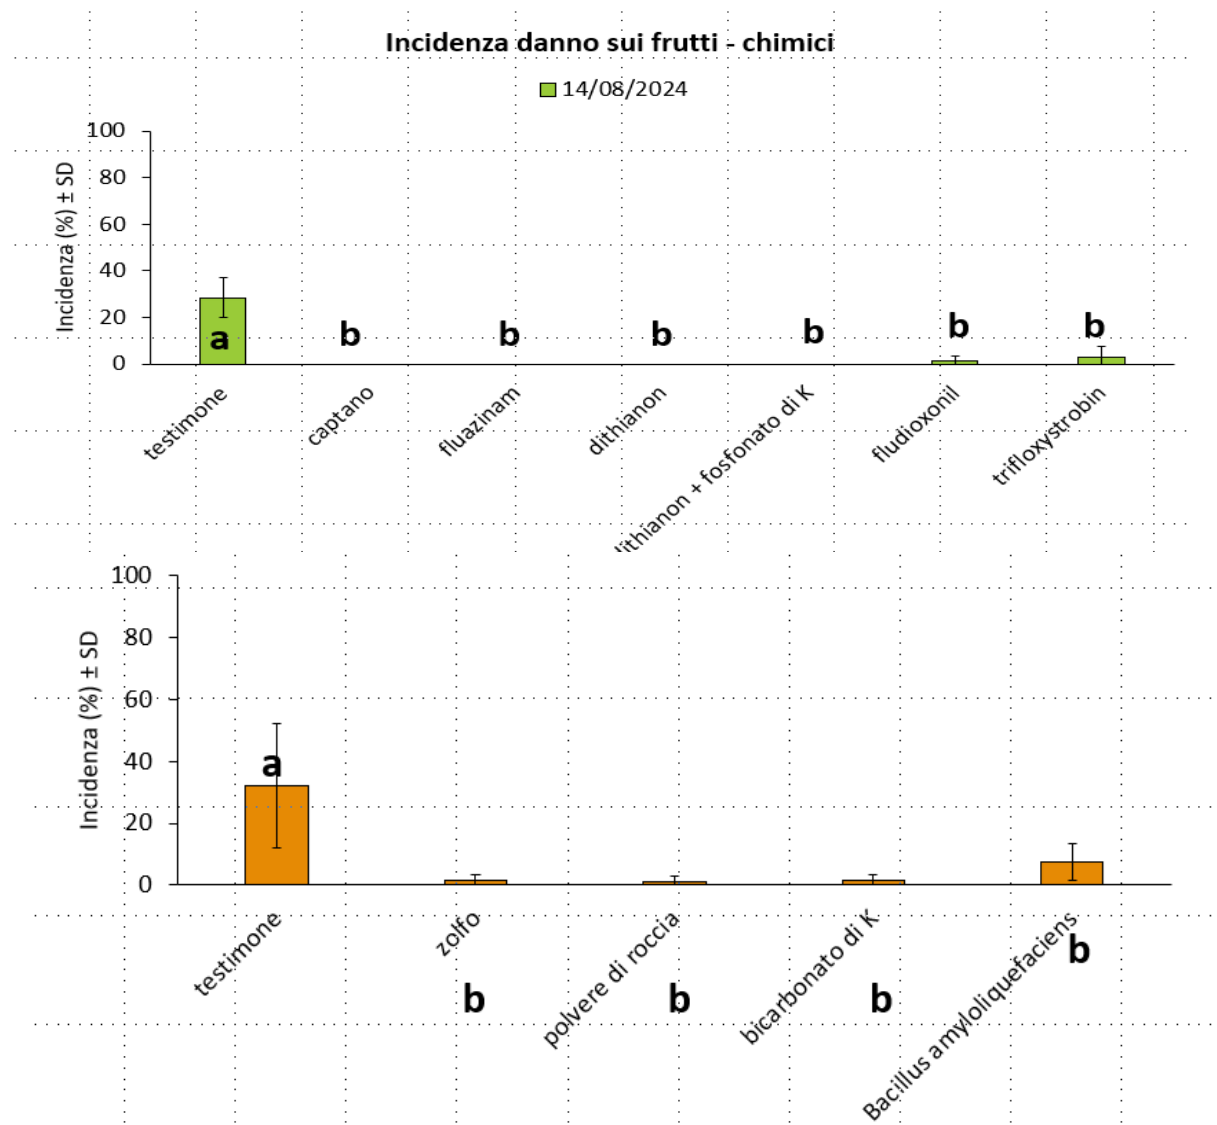 Incidenza danno sui frutti - chimici
14/08/2024
Incidenza (%) ± SD
100
80
60
40
20
0
a
b
b
b
b
b
b
testimone
captano
fluazinam
dithianon
dithianon + fosfonato di K
fludioxonil
trifloxystrobin
Incidenza (%) ± SD
100
80
60
40
20
0
a
testimone
zolfo
polvere di roccia
bicarbonato di K
Bacillus amyloliquefaciens
b
b
b
b